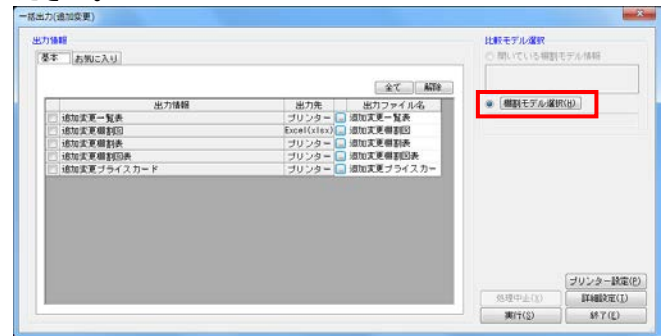 一括出力(追加変更)
出力情報
基本 お気に入り
全て 解除
出力情報 出力先 出力ファイル名
追加変更一覧表 プリンター 追加変更一覧表
追加変更棚割図 Excel(xlsx) 追加変更棚割図
追加変更棚割表 プリンター 追加変更棚割表
追加変更棚割図表 プリンター 追加変更棚割図表
追加変更プライスカード プリンター 追加変更プライスカー
比較モデル選択
開いている棚割モデル情報
棚割モデル選択(H)
プリンター設定(P)
処理中止(X) 詳細設定(I)
実行(S) 終了(E)